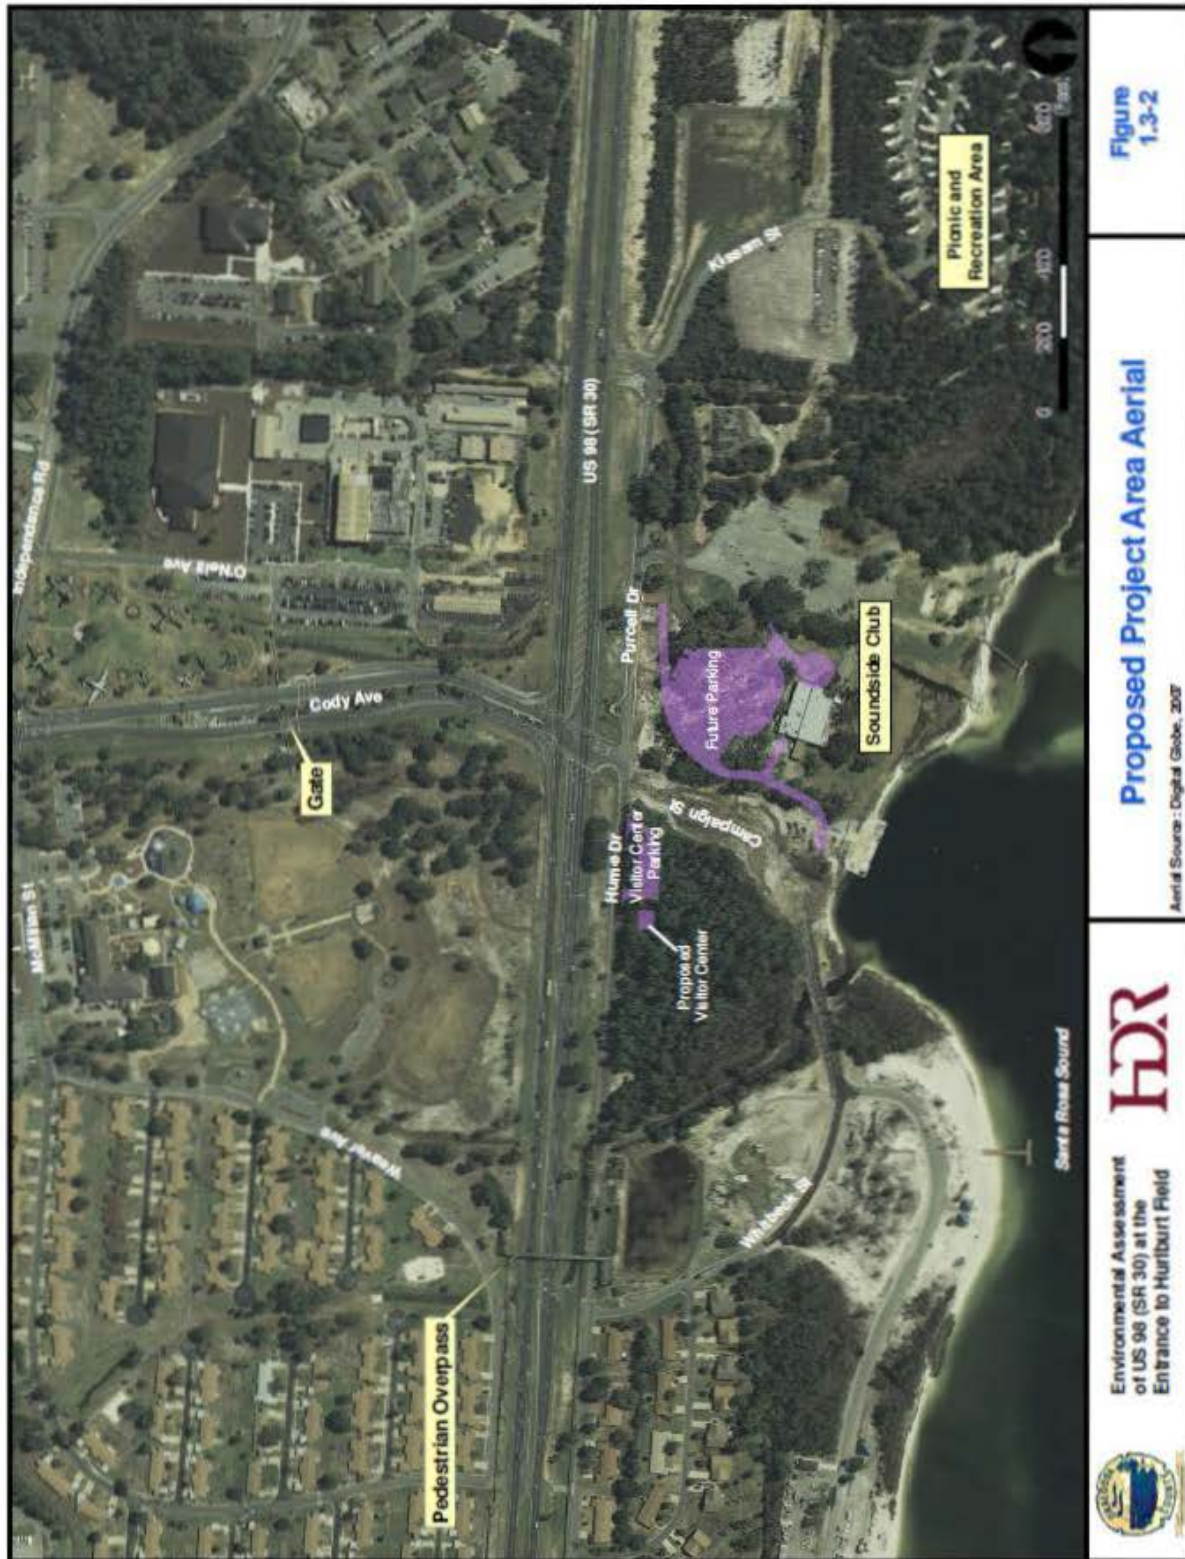 Independence Rd
O'Neil Ave
McMillan St
Cody Ave
Gate
Weaver Ave
US 98 (SR 30)
Purcell Dr
Hume Dr
Visitor Center
Parking
Proposed
Visitor Center
Campaign St
Future Parking
Soundside Club
Kissam St
Picnic and
Recreation Area
Pedestrian Overpass
Santa Rosa Sound
0
200
400
600
Feet
Environmental Assessment
of US 98 (SR 30) at the
Entrance to Hurlburt Field
HDR
Proposed Project Area Aerial
Aerial Source: Digital Globe, 2007
Figure
1.3-2